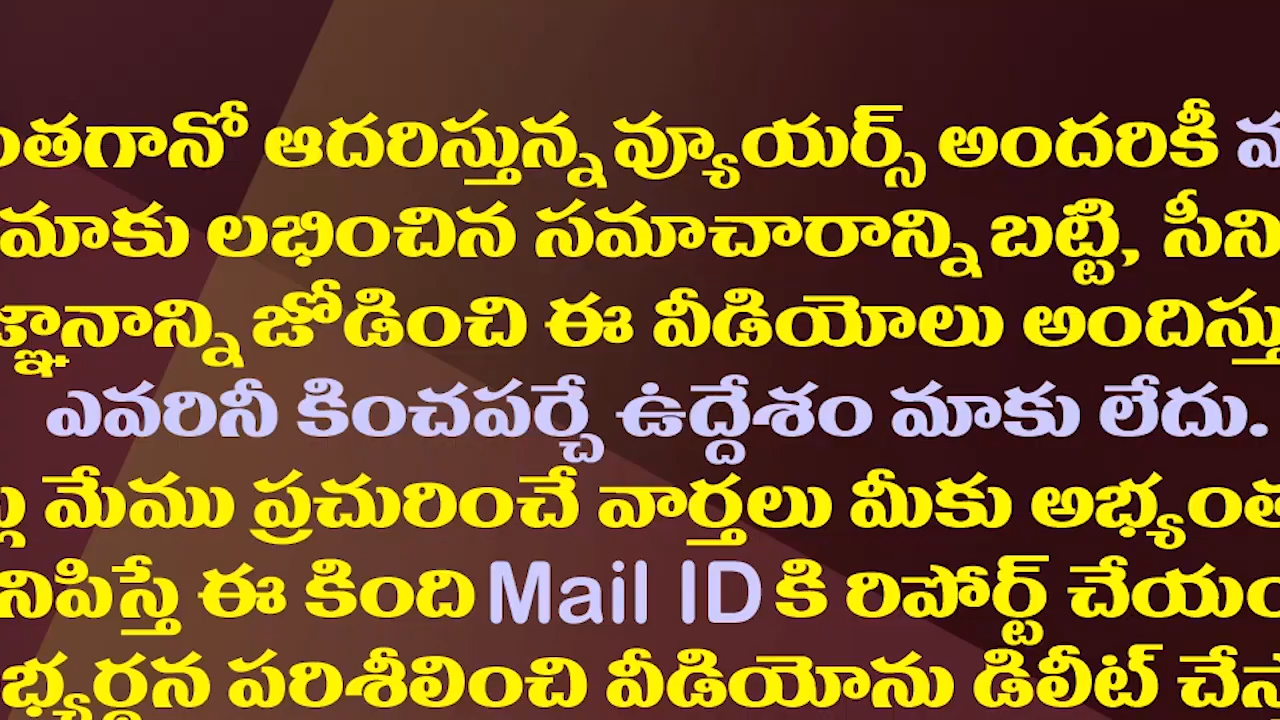 ఆదరిస్తున్న వ్యూయర్స్ అందరికీ
మాకు లభించిన సమాచారాన్ని బట్టి,
జోడించి ఈ వీడియోలు
ఎవరినీ కించపర్చే ఉద్దేశం మాకు లేదు.
మేము ప్రచురించే వార్తలు మీకు
ఈ కింది Mail ID కి రిపోర్ట్
పరిశీలించి వీడియోను డిలీట్